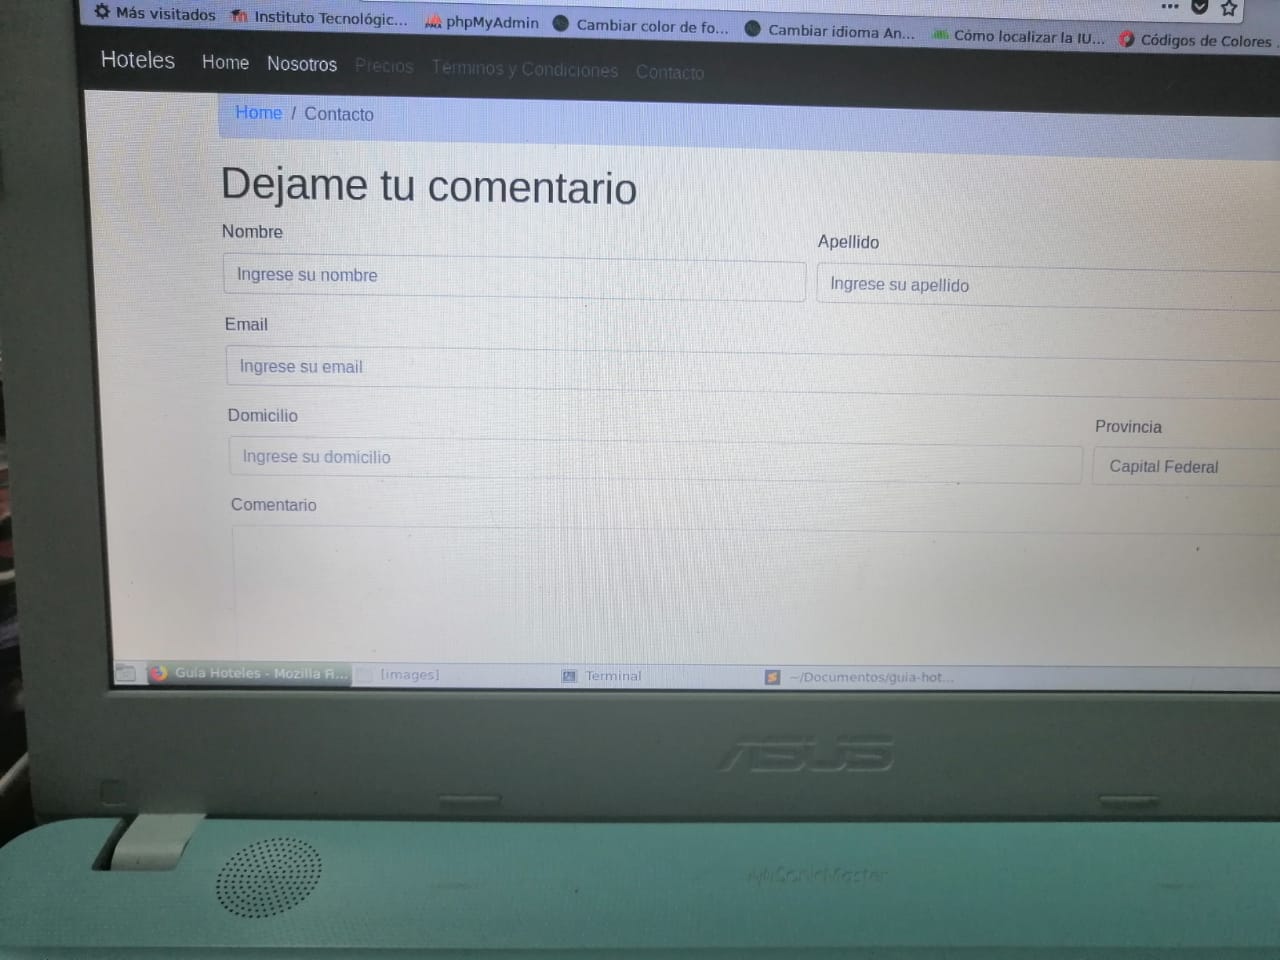 Más visitados Instituto Tecnológic... phpMyAdmin Cambiar color de fo... Cambiar idioma An... Cómo localizar la IU... Códigos de Colores
Hoteles Home Nosotros Precios Términos y Condiciones Contacto
Home / Contacto
Dejame tu comentario
Nombre Apellido
Ingrese su nombre Ingrese su apellido
Email
Ingrese su email
Domicilio Provincia
Ingrese su domicilio Capital Federal
Comentario
Guia Hoteles - Mozilla Fi... [images] Terminal ~/Documentos/guia-hot...
ASUS
SonicMaster